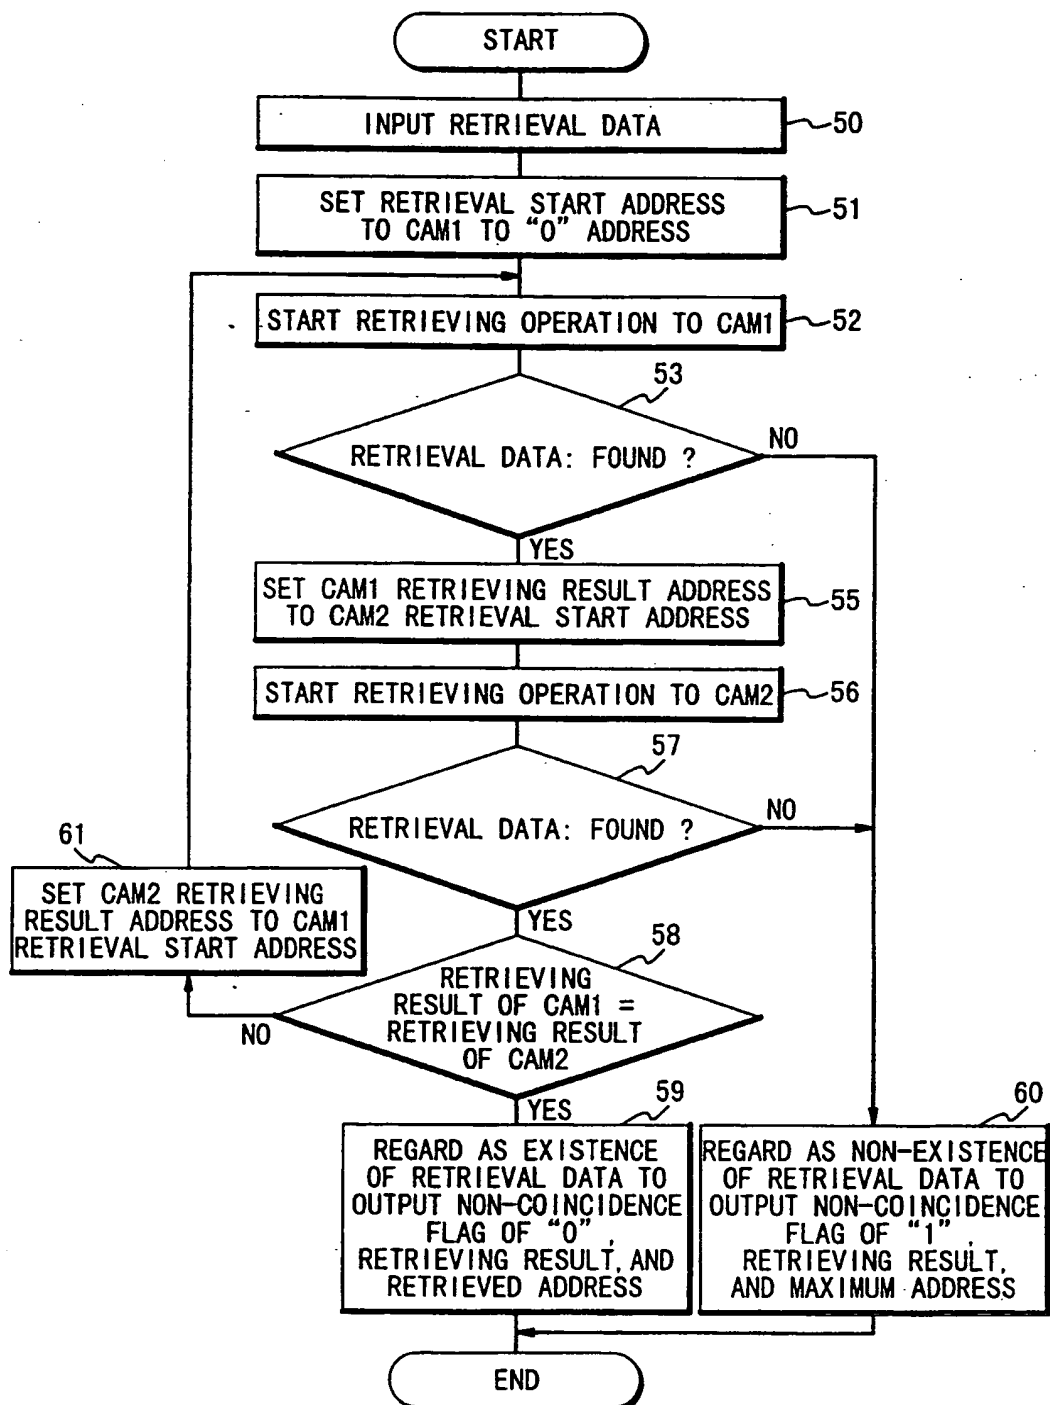 START
INPUT RETRIEVAL DATA
50
SET RETRIEVAL START ADDRESS
TO CAM1 TO “0” ADDRESS
51
START RETRIEVING OPERATION TO CAM1
52
53
RETRIEVAL DATA: FOUND ?
NO
YES
SET CAM1 RETRIEVING RESULT ADDRESS
TO CAM2 RETRIEVAL START ADDRESS
55
START RETRIEVING OPERATION TO CAM2
56
57
RETRIEVAL DATA: FOUND ?
NO
YES
61
SET CAM2 RETRIEVING
RESULT ADDRESS TO CAM1
RETRIEVAL START ADDRESS
58
RETRIEVING
RESULT OF CAM1 =
RETRIEVING RESULT
OF CAM2
NO
YES
59
REGARD AS EXISTENCE
OF RETRIEVAL DATA TO
OUTPUT NON-COINCIDENCE
FLAG OF “0”,
RETRIEVING RESULT, AND
RETRIEVED ADDRESS
60
REGARD AS NON-EXISTENCE
OF RETRIEVAL DATA TO
OUTPUT NON-COINCIDENCE
FLAG OF “1”,
RETRIEVING RESULT,
AND MAXIMUM ADDRESS
END